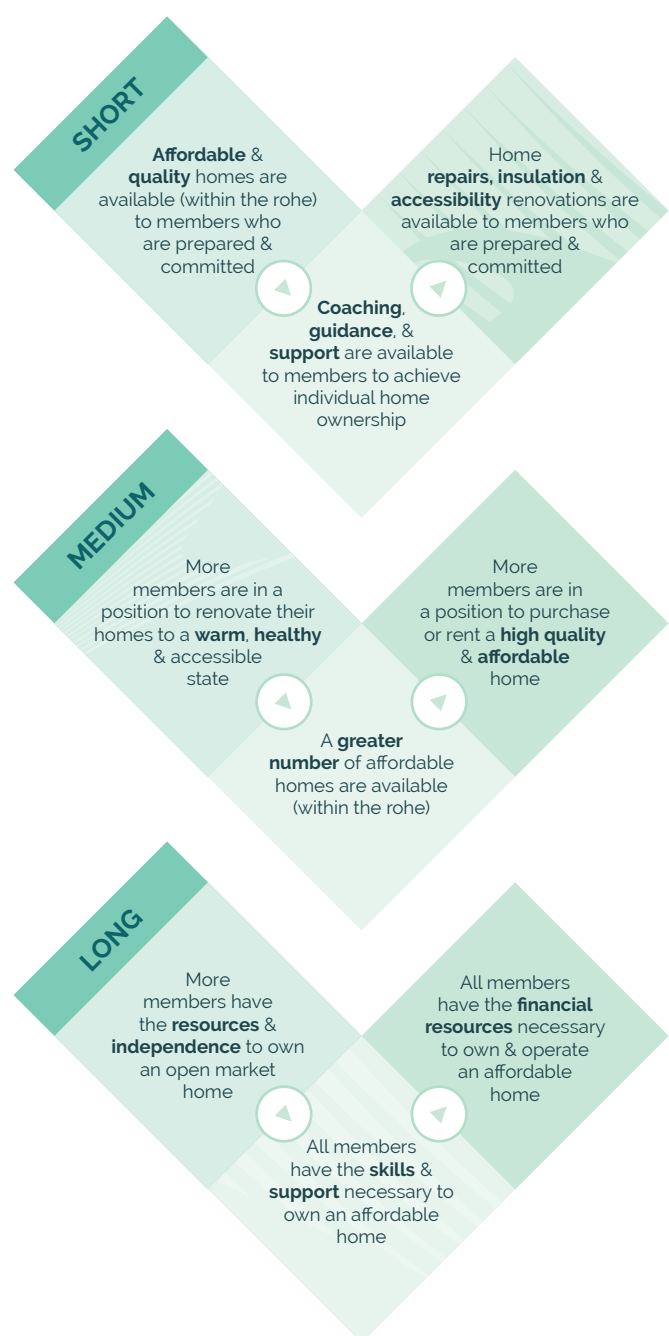 SHORT
Affordable &
quality homes are
available (within the rohe)
to members who
are prepared &
committed
Home
repairs, insulation &
accessibility renovations are
available to members who
are prepared &
committed
Coaching,
guidance, &
support are available
to members to achieve
individual home
ownership
MEDIUM
More
members are in a
position to renovate their
homes to a warm, healthy
& accessible
state
More
members are in
a position to purchase
or rent a high quality
& affordable
home
A greater
number of affordable
homes are available
(within the rohe)
LONG
More
members have
the resources &
independence to own
an open market
home
All members
have the financial
resources necessary
to own & operate
an affordable
home
All members
have the skills &
support necessary to
own an affordable
home